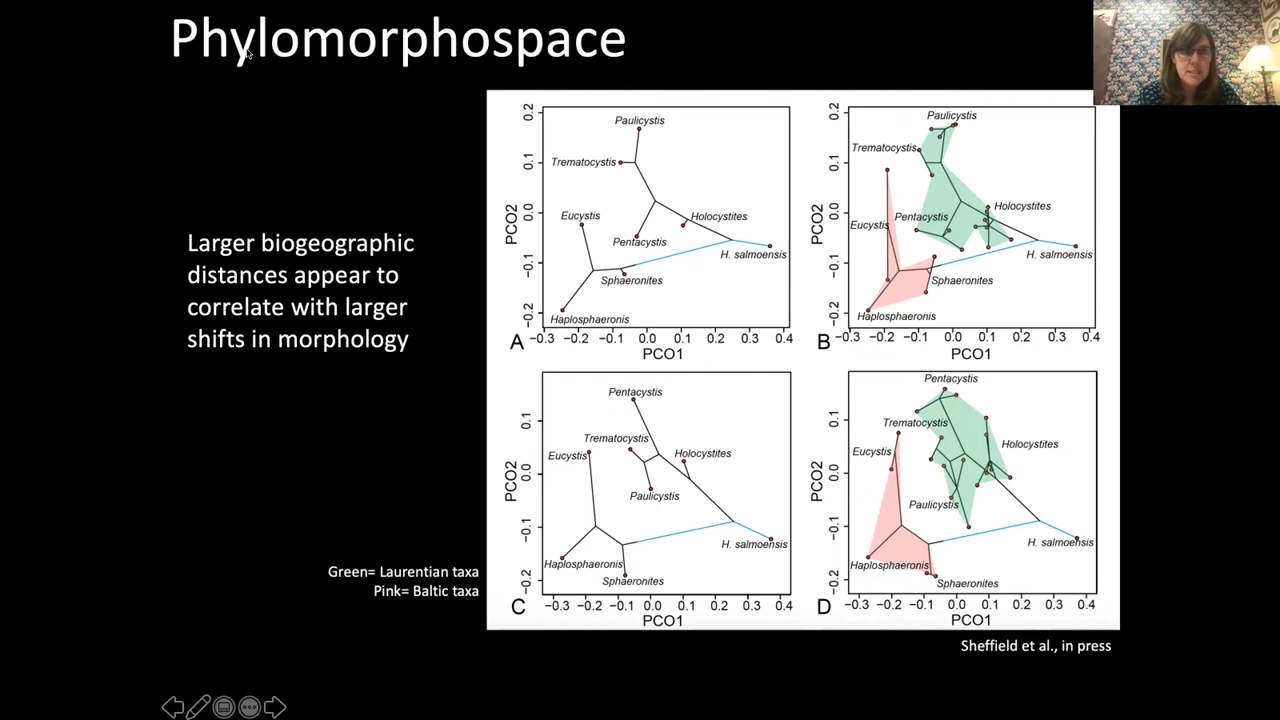 Phylomorphospace
Larger biogeographic
distances appear to
correlate with larger
shifts in morphology
Green= Laurentian taxa
Pink= Baltic taxa
0.2
0.1
0.0
−0.1
−0.2
PCO2
Paulicystis
Trematocystis
Eucystis
Holocystites
Pentacystis
H. salmoensis
Sphaeronites
Haplosphaeronis
−0.3 −0.2 −0.1 0.0 0.1 0.2 0.3 0.4
A
PCO1
0.2
0.1
0.0
−0.1
−0.2
PCO2
Paulicystis
Trematocystis
Holocystites
Pentacystis
Eucystis
H. salmoensis
Sphaeronites
Haplosphaeronis
−0.3 −0.2 −0.1 0.0 0.1 0.2 0.3 0.4
B
PCO1
0.1
0.0
−0.1
−0.2
PCO2
Pentacystis
Trematocystis
Eucystis
Holocystites
Paulicystis
H. salmoensis
Haplosphaeronis
Sphaeronites
−0.3 −0.2 −0.1 0.0 0.1 0.2 0.3 0.4
C
PCO1
0.1
0.0
−0.1
−0.2
PCO2
Pentacystis
Trematocystis
Holocystites
Eucystis
Paulicystis
H. salmoensis
Haplosphaeronis
Sphaeronites
−0.3 −0.2 −0.1 0.0 0.1 0.2 0.3 0.4
D
PCO1
Sheffield et al., in press